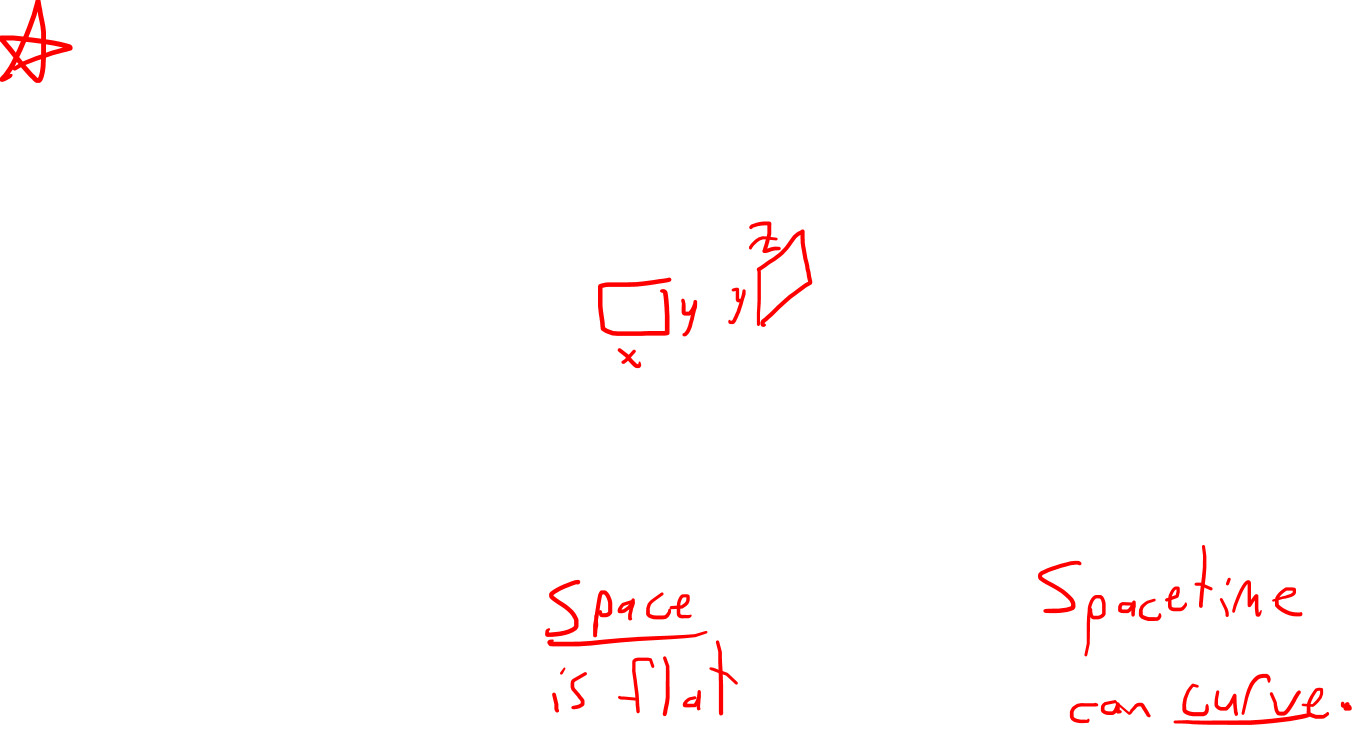 z
y
y
x
Space
is flat
Spacetime
can curve.